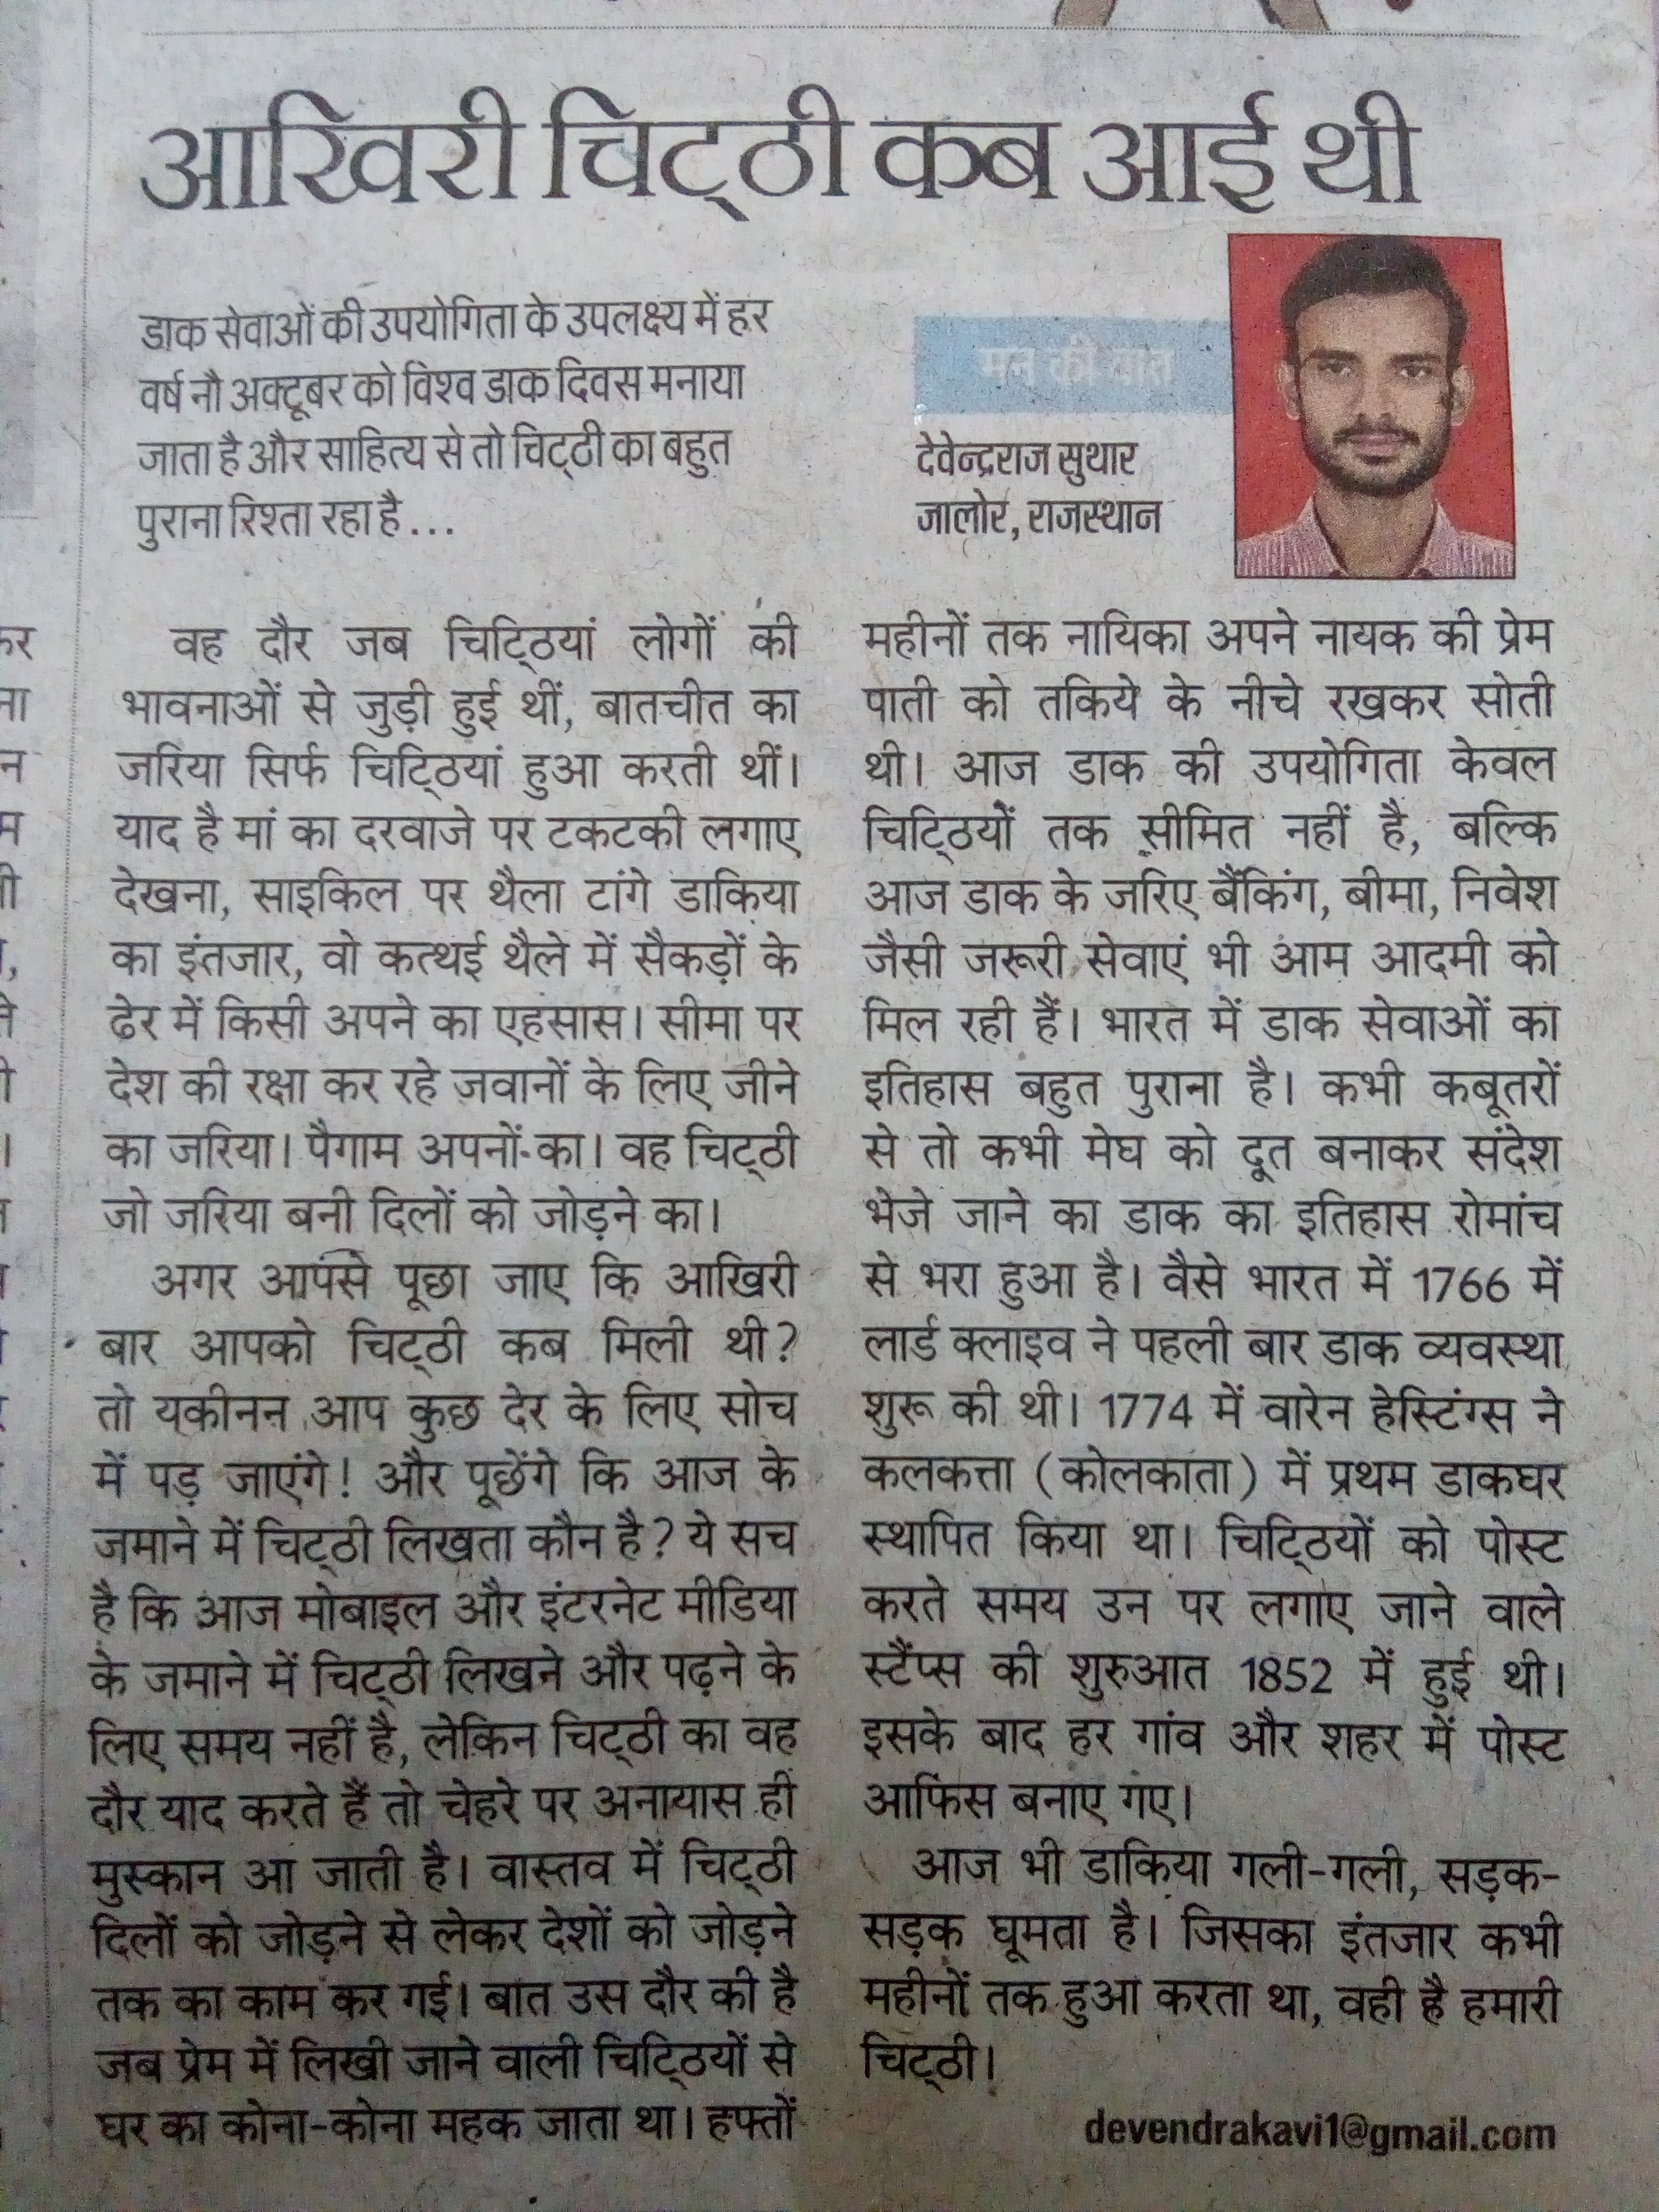 आखिरी चिट्ठी कब आई थी
डाक सेवाओं की उपयोगिता के उपलक्ष्य में हर
वर्ष नौ अक्टूबर को विश्व डाक दिवस मनाया
जाता है और साहित्य से तो चिट्ठी का बहुत
पुराना रिश्ता रहा है...
मन की बात
देवेन्द्रराज सुथार
जालोर, राजस्थान
वह दौर जब चिट्ठियां लोगों की
भावनाओं से जुड़ी हुई थीं, बातचीत का
जरिया सिर्फ चिट्ठियां हुआ करती थीं।
याद है मां का दरवाजे पर टकटकी लगाए
देखना, साइकिल पर थैला टांगे डाकिया
का इंतजार, वो कत्थई थैले में सैकड़ों के
ढेर में किसी अपने का एहसास। सीमा पर
देश की रक्षा कर रहे जवानों के लिए जीने
का जरिया। पैगाम अपनों का। वह चिट्ठी
जो जरिया बनी दिलों को जोड़ने का।
अगर आपसे पूछा जाए कि आखिरी
बार आपको चिट्ठी कब मिली थी?
तो यकीनन आप कुछ देर के लिए सोच
में पड़ जाएंगे! और पूछेंगे कि आज के
जमाने में चिट्ठी लिखता कौन है? ये सच
है कि आज मोबाइल और इंटरनेट मीडिया
के जमाने में चिट्ठी लिखने और पढ़ने के
लिए समय नहीं है, लेकिन चिट्ठी का वह
दौर याद करते हैं तो चेहरे पर अनायास ही
मुस्कान आ जाती है। वास्तव में चिट्ठी
दिलों को जोड़ने से लेकर देशों को जोड़ने
तक का काम कर गई। बात उस दौर की है
जब प्रेम में लिखी जाने वाली चिट्ठियों से
घर का कोना-कोना महक जाता था। हफ्तों
महीनों तक नायिका अपने नायक की प्रेम
पाती को तकिये के नीचे रखकर सोती
थी। आज डाक की उपयोगिता केवल
चिट्ठियों तक सीमित नहीं है, बल्कि
आज डाक के जरिए बैंकिंग, बीमा, निवेश
जैसी जरूरी सेवाएं भी आम आदमी को
मिल रही हैं। भारत में डाक सेवाओं का
इतिहास बहुत पुराना है। कभी कबूतरों
से तो कभी मेघ को दूत बनाकर संदेश
भेजे जाने का डाक का इतिहास रोमांच
से भरा हुआ है। वैसे भारत में 1766 में
लार्ड क्लाइव ने पहली बार डाक व्यवस्था
शुरू की थी। 1774 में वारेन हेस्टिंग्स ने
कलकत्ता (कोलकाता) में प्रथम डाकघर
स्थापित किया था। चिट्ठियों को पोस्ट
करते समय उन पर लगाए जाने वाले
स्टैंप्स की शुरुआत 1852 में हुई थी।
इसके बाद हर गांव और शहर में पोस्ट
आफिस बनाए गए।
आज भी डाकिया गली-गली, सड़क-
सड़क घूमता है। जिसका इंतजार कभी
महीनों तक हुआ करता था, वही है हमारी
चिट्ठी।
devendrakavi1@gmail.com